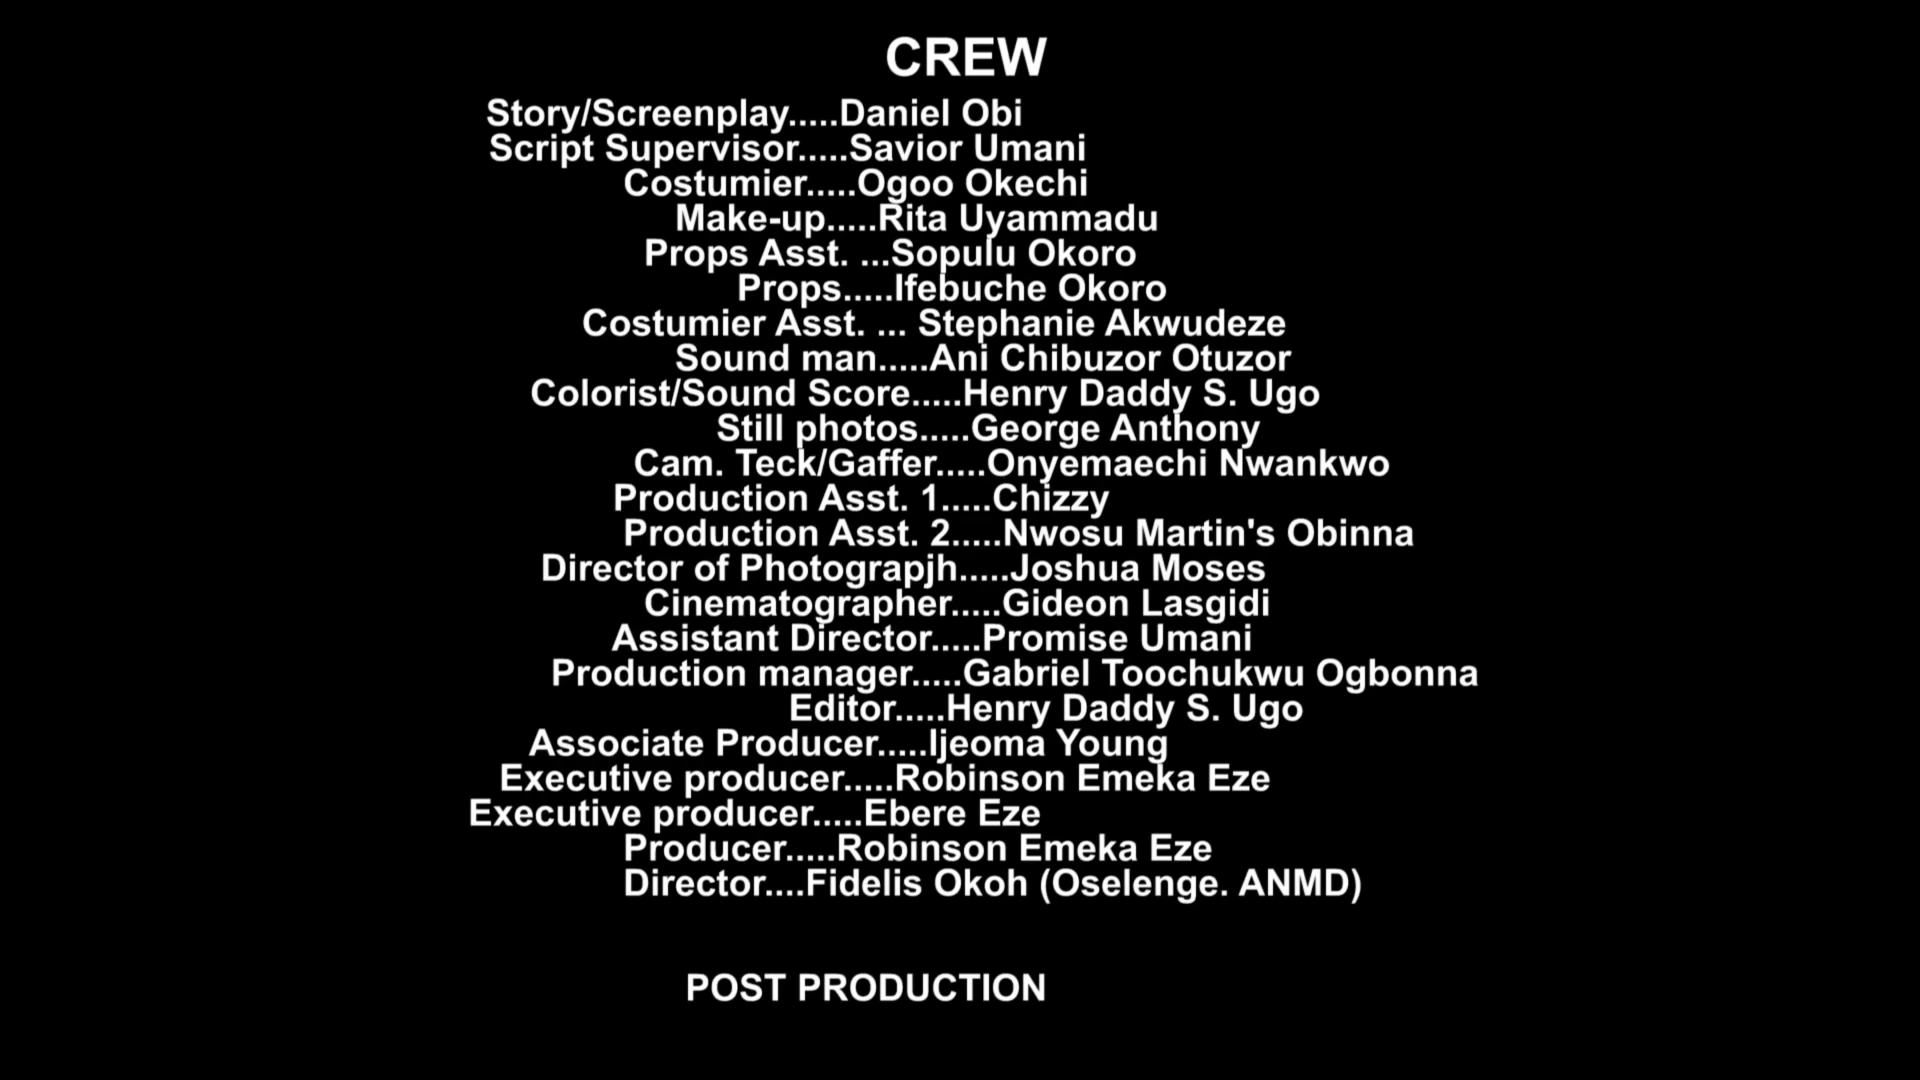 CREW
Story/Screenplay.....Daniel Obi
Script Supervisor.....Savior Umani
Costumier.....Ogoo Okechi
Make-up.....Rita Uyammadu
Props Asst. ...Sopulu Okoro
Props.....Ifebuche Okoro
Costumier Asst. ... Stephanie Akwudeze
Sound man.....Ani Chibuzor Otuzor
Colorist/Sound Score.....Henry Daddy S. Ugo
Still photos.....George Anthony
Cam. Teck/Gaffer.....Onyemaechi Nwankwo
Production Asst. 1.....Chizzy
Production Asst. 2.....Nwosu Martin's Obinna
Director of Photograpjh.....Joshua Moses
Cinematographer.....Gideon Lasgidi
Assistant Director.....Promise Umani
Production manager.....Gabriel Toochukwu Ogbonna
Editor.....Henry Daddy S. Ugo
Associate Producer.....Ijeoma Young
Executive producer.....Robinson Emeka Eze
Executive producer.....Ebere Eze
Producer.....Robinson Emeka Eze
Director....Fidelis Okoh (Oselenge. ANMD)
POST PRODUCTION